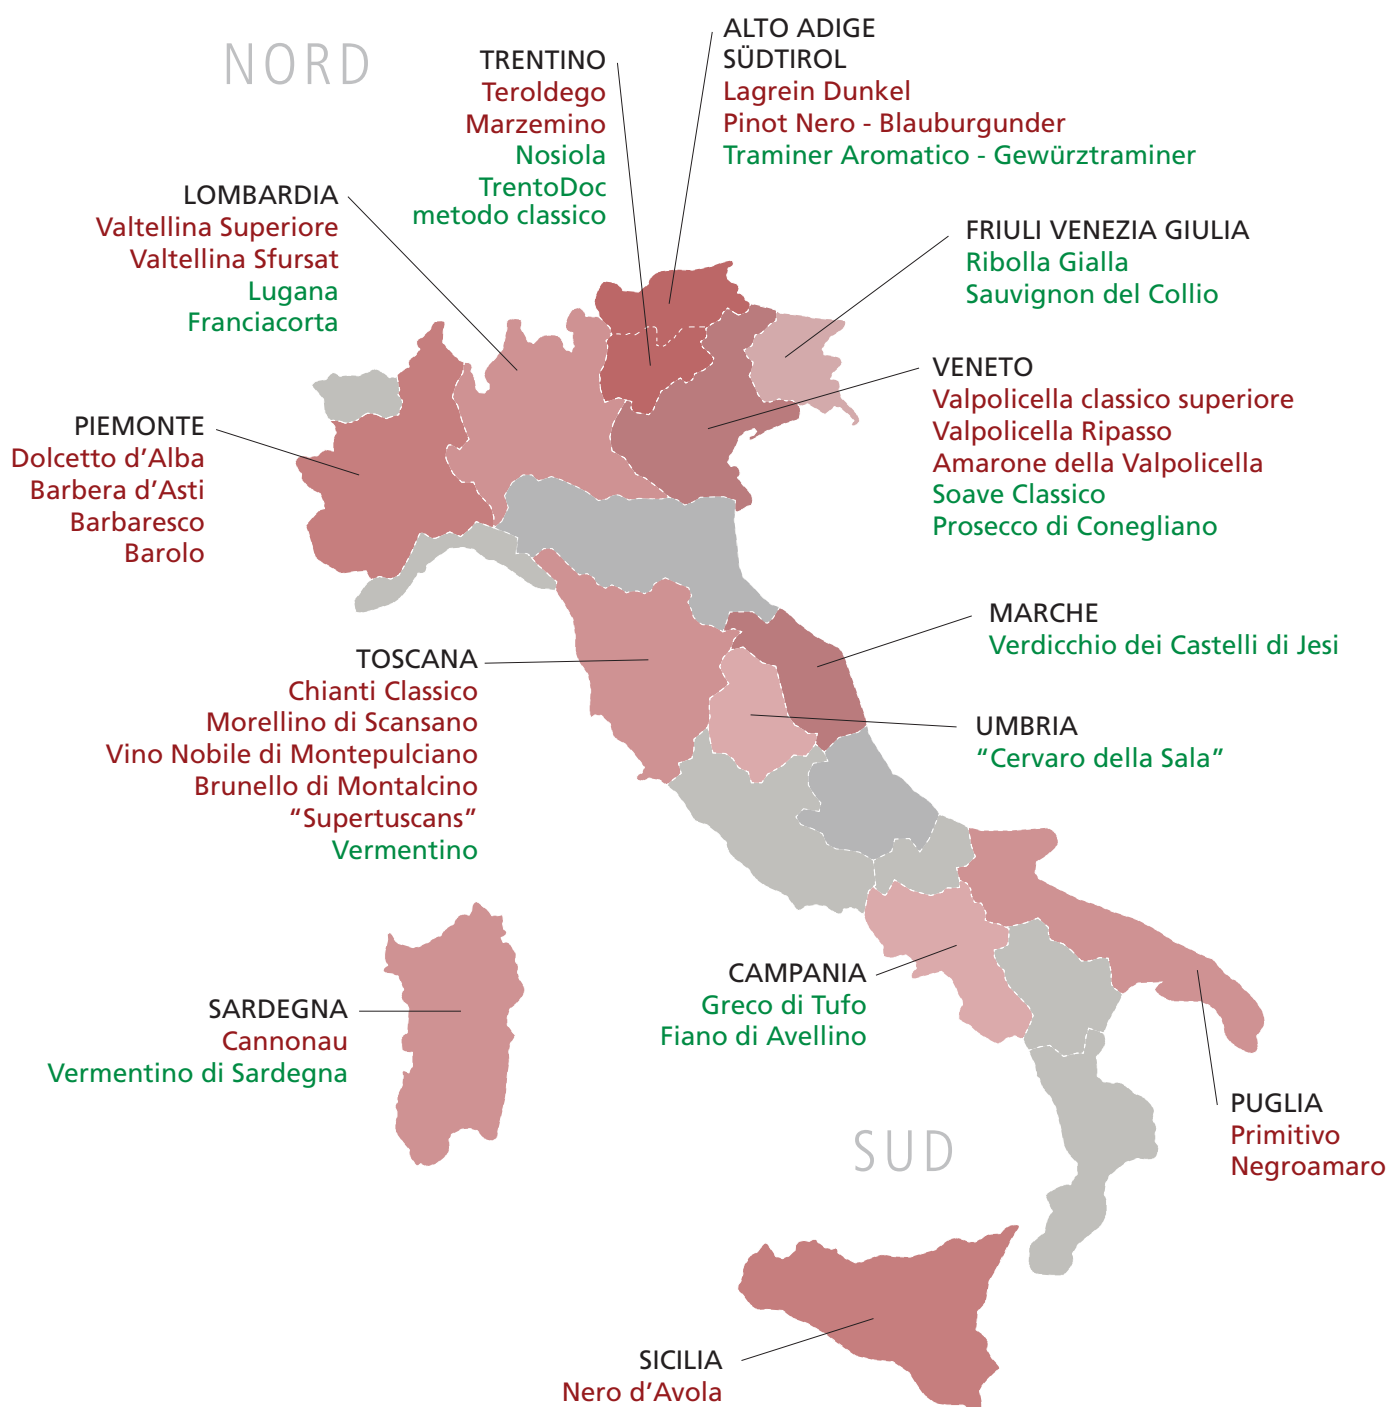 NORD
ALTO ADIGE
SÜDTIROL
Lagrein Dunkel
Pinot Nero - Blauburgunder
Traminer Aromatico - Gewürztraminer
TRENTINO
Teroldego
Marzemino
Nosiola
TrentoDoc
metodo classico
LOMBARDIA
Valtellina Superiore
Valtellina Sfursat
Lugana
Franciacorta
FRIULI VENEZIA GIULIA
Ribolla Gialla
Sauvignon del Collio
VENETO
Valpolicella classico superiore
Valpolicella Ripasso
Amarone della Valpolicella
Soave Classico
Prosecco di Conegliano
PIEMONTE
Dolcetto d’Alba
Barbera d’Asti
Barbaresco
Barolo
MARCHE
Verdicchio dei Castelli di Jesi
TOSCANA
Chianti Classico
Morellino di Scansano
Vino Nobile di Montepulciano
Brunello di Montalcino
“Supertuscans”
Vermentino
UMBRIA
“Cervaro della Sala”
CAMPANIA
Greco di Tufo
Fiano di Avellino
SARDEGNA
Cannonau
Vermentino di Sardegna
PUGLIA
Primitivo
Negroamaro
SUD
SICILIA
Nero d’Avola